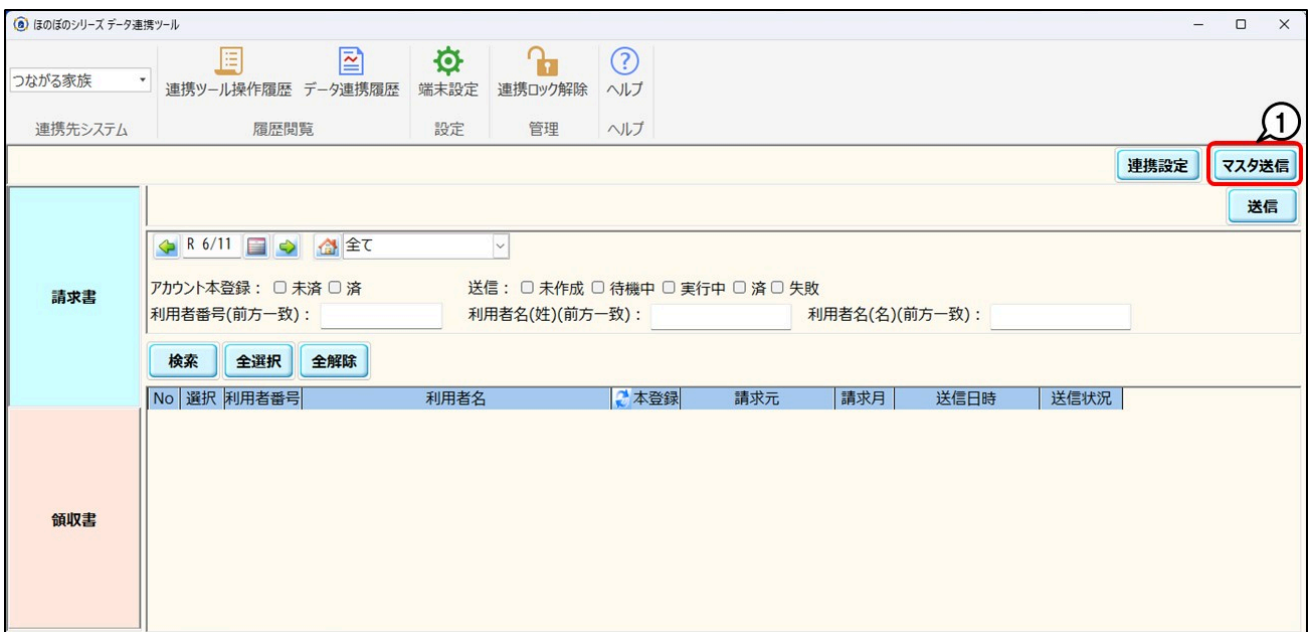 ほのぼのシリーズ データ連携ツール
つながる家族
連携ツール操作履歴 データ連携履歴 端末設定 連携ロック解除 ヘルプ
連携先システム 履歴閲覧 設定 管理 ヘルプ
1
連携設定 マスタ送信
送信
R 6/11 全て
請求書
アカウント本登録： 未済 済 送信： 未作成 待機中 実行中 済 失敗
利用者番号(前方一致)： 利用者名(姓)(前方一致)： 利用者名(名)(前方一致)：
検索 全選択 全解除
No 選択 利用者番号 利用者名 本登録 請求元 請求月 送信日時 送信状況
領収書